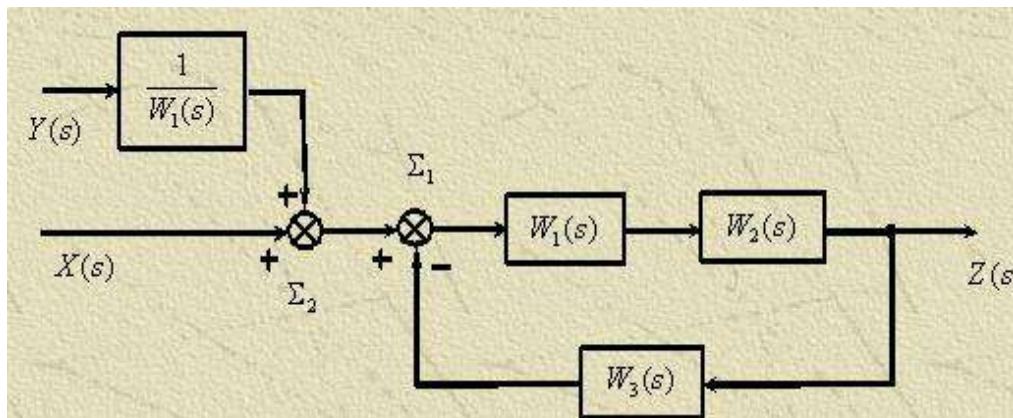 1
W₁(s)
Y(s)
Σ₁
+
W₁(s)
W₂(s)
X(s)
+
+
−
Σ₂
Z(s
W₃(s)